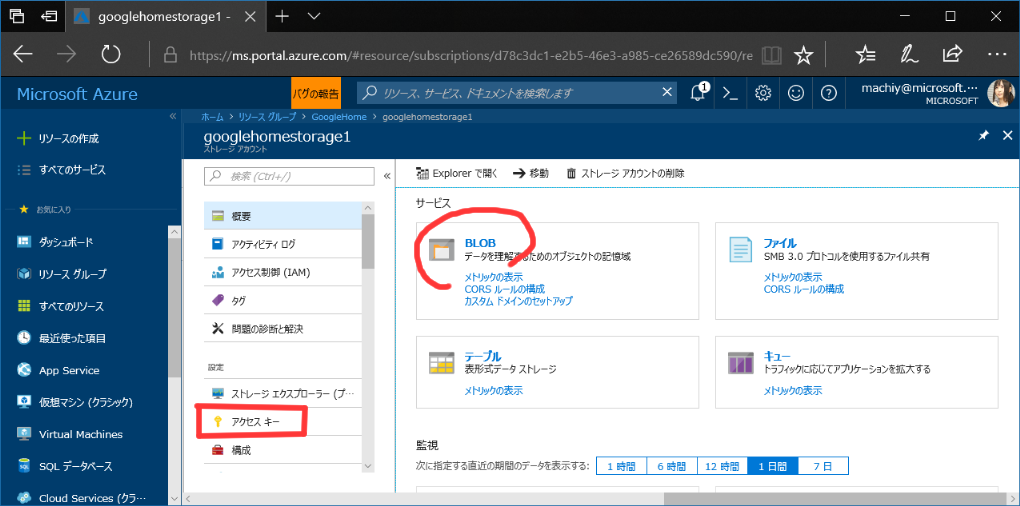 googlehomestorage1 -
https://ms.portal.azure.com/#resource/subscriptions/d78c3dc1-e2b5-46e3-a985-ce26589dc590/re
Microsoft Azure
バグの報告
リソース、サービス、ドキュメントを検索します
1
machiy@microsoft....
MICROSOFT
ホーム > リソース グループ > GoogleHome > googlehomestorage1
googlehomestorage1
ストレージ アカウント
リソースの作成
すべてのサービス
お気に入り
ダッシュボード
リソース グループ
すべてのリソース
最近使った項目
App Service
仮想マシン (クラシック)
Virtual Machines
SQL データベース
Cloud Services (クラ...
検索 (Ctrl+/)
概要
アクティビティ ログ
アクセス制御 (IAM)
タグ
問題の診断と解決
設定
ストレージ エクスプローラー (プ...
アクセス キー
構成
Explorer で開く 移動 ストレージ アカウントの削除
サービス
BLOB
データを理解するためのオブジェクトの記憶域
メトリックの表示
CORS ルールの構成
カスタム ドメインのセットアップ
ファイル
SMB 3.0 プロトコルを使用するファイル共有
メトリックの表示
CORS ルールの構成
テーブル
表形式データ ストレージ
メトリックの表示
キュー
トラフィックに応じてアプリケーションを拡大する
メトリックの表示
監視
次に指定する直近の期間のデータを表示する: 1 時間 6 時間 12 時間 1 日間 7 日